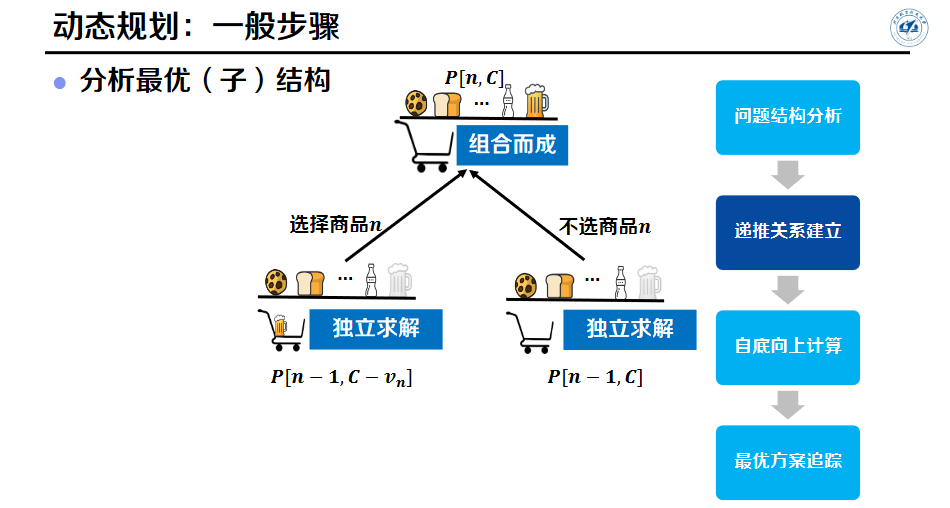 动态规划：一般步骤
分析最优（子）结构
P[n, C]
...
组合而成
选择商品n
不选商品n
...
独立求解
P[n − 1, C − vₙ]
...
独立求解
P[n − 1, C]
问题结构分析
递推关系建立
自底向上计算
最优方案追踪